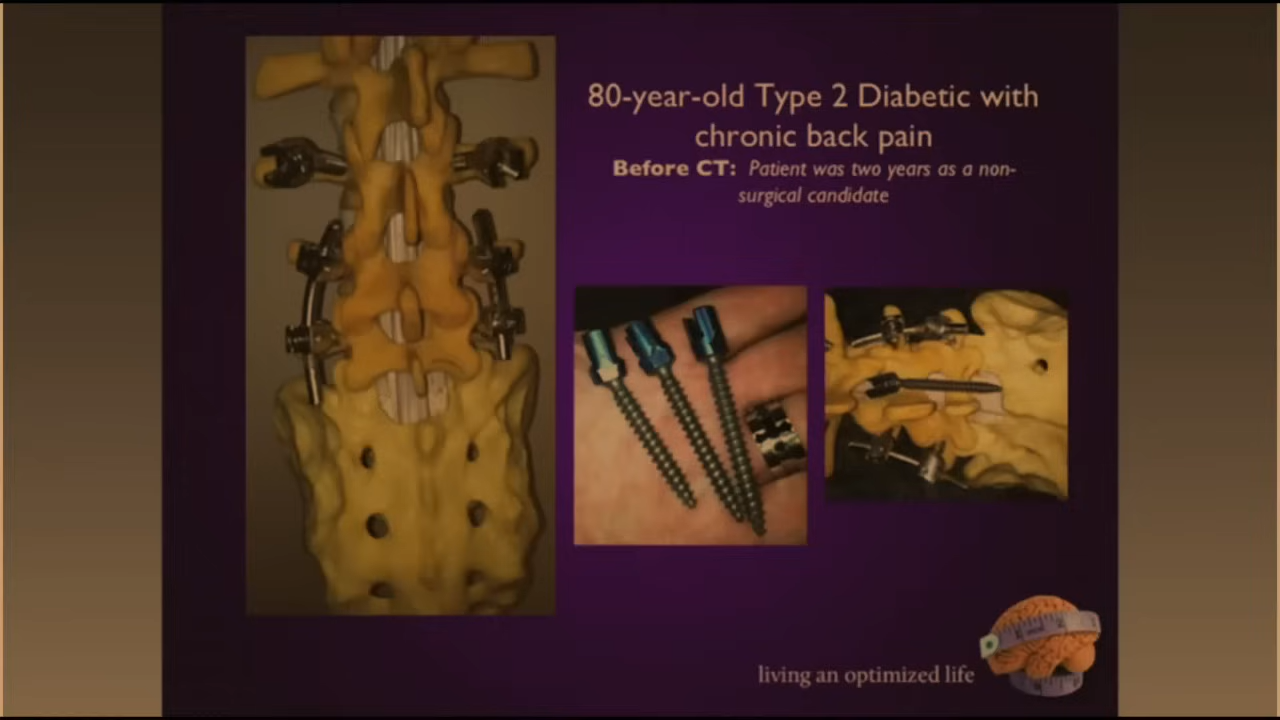 80-year-old Type 2 Diabetic with
chronic back pain
Before CT: Patient was two years as a non-
surgical candidate
living an optimized life